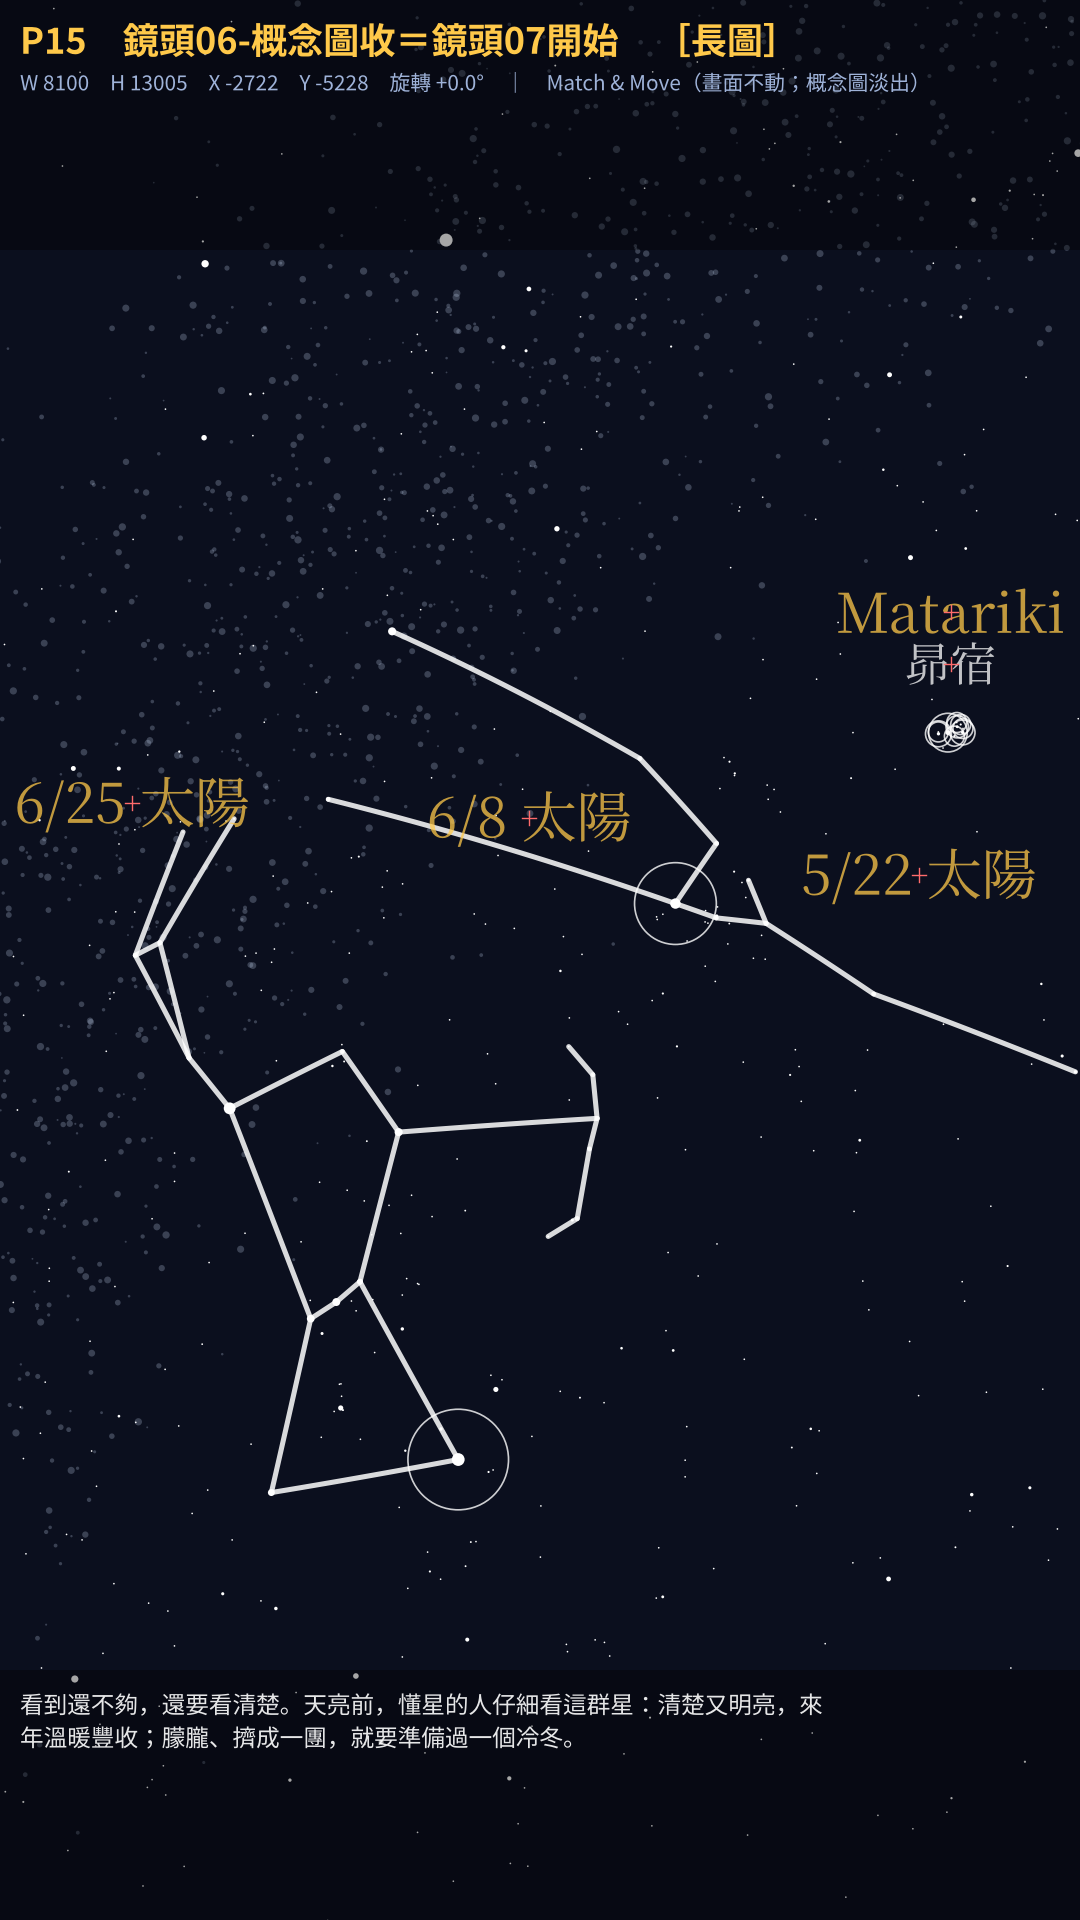 P15 鏡頭06-概念圖收＝鏡頭07開始 ［長圖］
W 8100 H 13005 X -2722 Y -5228 旋轉 +0.0° ｜ Match & Move（畫面不動；概念圖淡出）
Matariki
昴宿
6/25 太陽
6/8 太陽
5/22 太陽
看到還不夠，還要看清楚。天亮前，懂星的人仔細看這群星：清楚又明亮，來
年溫暖豐收；朦朧、擠成一團，就要準備過一個冷冬。